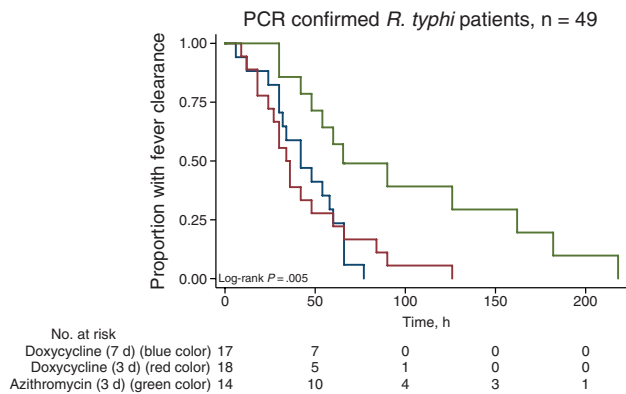 PCR confirmed R. typhi patients, n = 49
Proportion with fever clearance
1.00
0.75
0.50
0.25
0.00
Log-rank P = .005
0 50 100 150 200
Time, h
No. at risk
Doxycycline (7 d) (blue color) 17 7 0 0 0
Doxycycline (3 d) (red color) 18 5 1 0 0
Azithromycin (3 d) (green color) 14 10 4 3 1